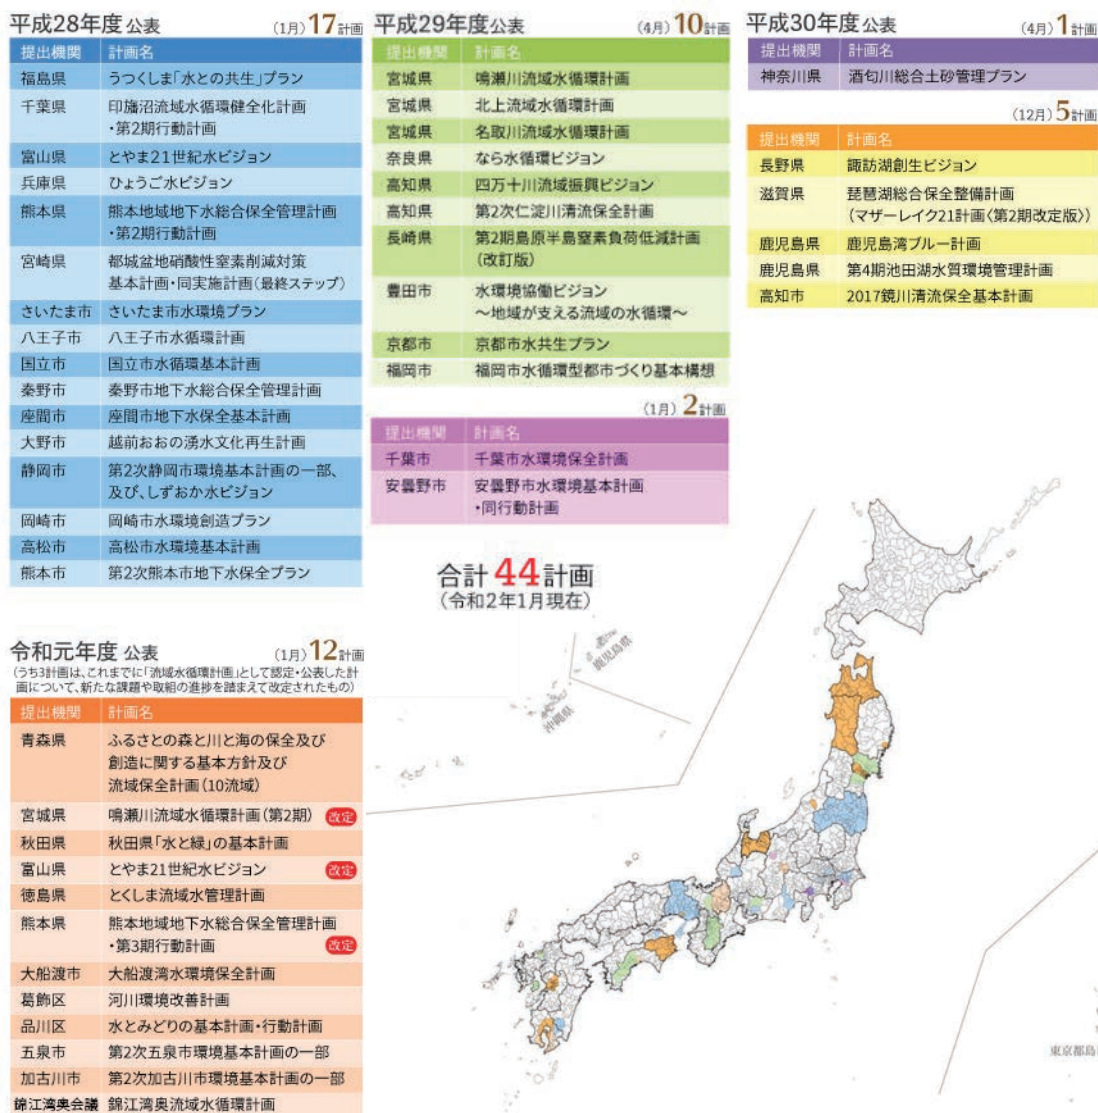 平成28年度 公表 (1月) 17計画
提出機関 計画名
福島県 うつくしま「水との共生」プラン
千葉県 印旛沼流域水循環健全化計画
・第2期行動計画
富山県 とやま21世紀水ビジョン
兵庫県 ひょうご水ビジョン
熊本県 熊本地域地下水総合保全管理計画
・第2期行動計画
宮崎県 都城盆地硝酸性窒素削減対策
基本計画・同実施計画(最終ステップ)
さいたま市 さいたま市水環境プラン
八王子市 八王子市水循環計画
国立市 国立市水循環基本計画
秦野市 秦野市地下水総合保全管理計画
座間市 座間市地下水保全基本計画
大野市 越前おおの湧水文化再生計画
静岡市 第2次静岡市環境基本計画の一部、
及び、しずおか水ビジョン
岡崎市 岡崎市水環境創造プラン
高松市 高松市水環境基本計画
熊本市 第2次熊本市地下水保全プラン
平成29年度公表 (4月) 10計画
提出機関 計画名
宮城県 鳴瀬川流域水循環計画
宮城県 北上流域水循環計画
宮城県 名取川流域水循環計画
奈良県 なら水循環ビジョン
高知県 四万十川流域振興ビジョン
高知県 第2次仁淀川清流保全計画
長崎県 第2期島原半島窒素負荷低減計画
(改訂版)
豊田市 水環境協働ビジョン
~地域が支える流域の水循環~
京都市 京都市水共生プラン
福岡市 福岡市水循環型都市づくり基本構想
(1月) 2計画
提出機関 計画名
千葉市 千葉市水環境保全計画
安曇野市 安曇野市水環境基本計画
・同行動計画
平成30年度公表 (4月) 1計画
提出機関 計画名
神奈川県 酒匂川総合土砂管理プラン
(12月) 5計画
提出機関 計画名
長野県 諏訪湖創生ビジョン
滋賀県 琵琶湖総合保全整備計画
(マザーレイク21計画〈第2期改定版〉)
鹿児島県 鹿児島湾ブルー計画
鹿児島県 第4期池田湖水質環境管理計画
高知市 2017鏡川清流保全基本計画
合計 44計画
(令和2年1月現在)
令和元年度 公表 (1月) 12計画
(うち3計画は、これまでに「流域水循環計画」として認定・公表した計
画について、新たな課題や取組の進捗を踏まえて改定されたもの)
提出機関 計画名
青森県 ふるさとの森と川と海の保全及び
創造に関する基本方針及び
流域保全計画(10流域)
宮城県 鳴瀬川流域水循環計画(第2期) 改定
秋田県 秋田県「水と緑」の基本計画
富山県 とやま21世紀水ビジョン 改定
徳島県 とくしま流域水管理計画
熊本県 熊本地域地下水総合保全管理計画
・第3期行動計画 改定
大船渡市 大船渡湾水環境保全計画
葛飾区 河川環境改善計画
品川区 水とみどりの基本計画・行動計画
五泉市 第2次五泉市環境基本計画の一部
加古川市 第2次加古川市環境基本計画の一部
錦江湾奥会議 錦江湾奥流域水循環計画
鹿児島県
沖縄県
東京都島